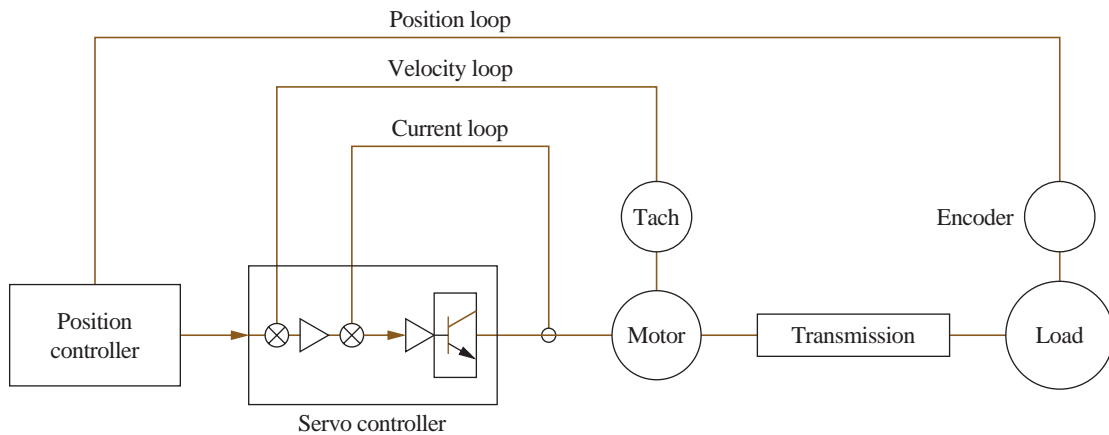 Position loop
Velocity loop
Current loop
Tach
Encoder
Position
controller
Motor
Transmission
Load
Servo controller